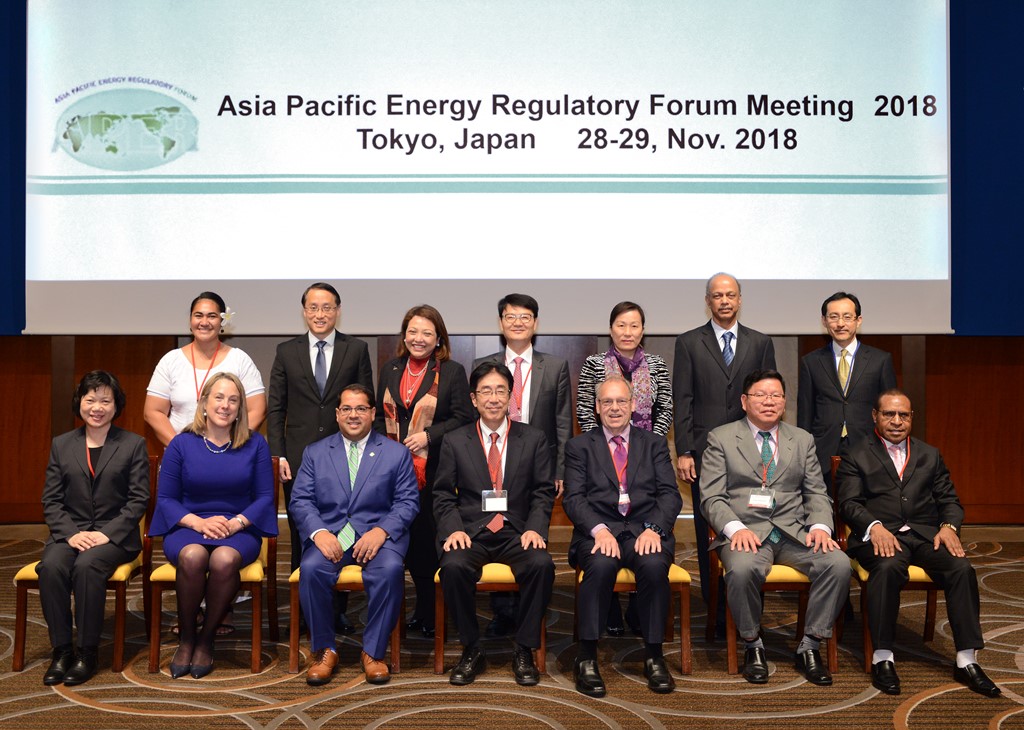 ASIA PACIFIC ENERGY REGULATORY FORUM
Asia Pacific Energy Regulatory Forum Meeting 2018
Tokyo, Japan 28-29, Nov. 2018